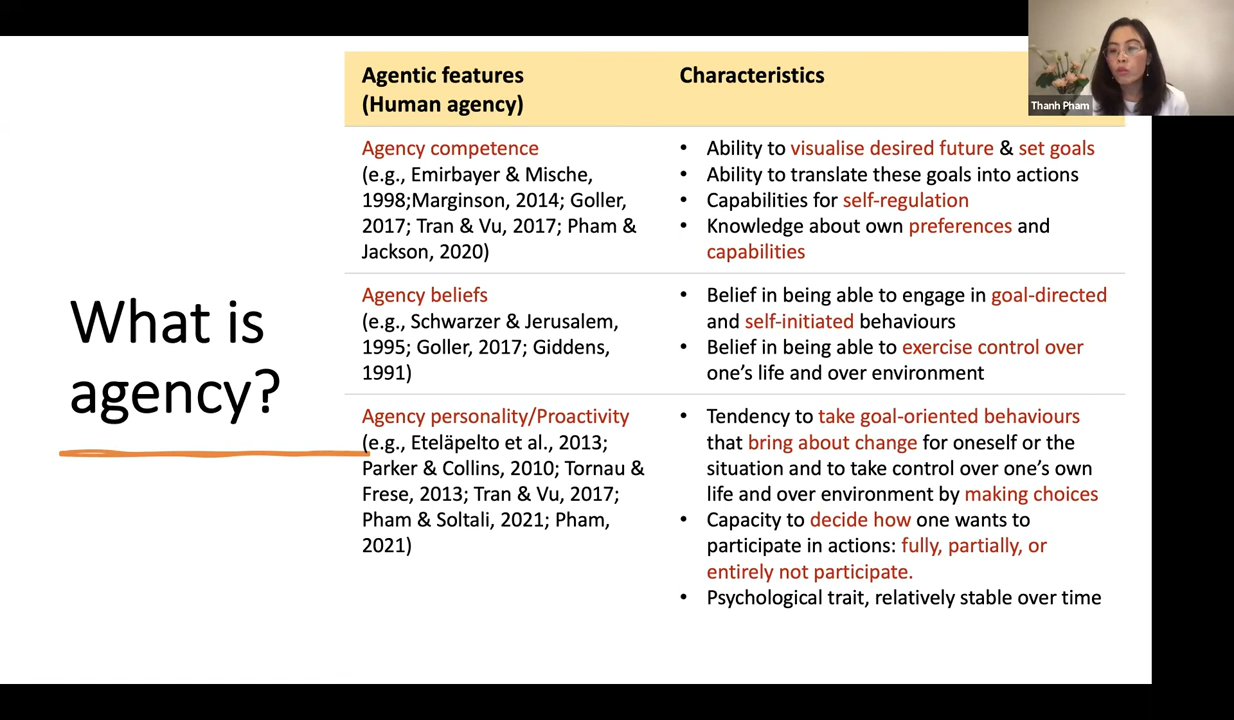 What is
agency?
Agentic features
(Human agency)
Characteristics
Agency competence
(e.g., Emirbayer & Mische,
1998;Marginson, 2014; Goller,
2017; Tran & Vu, 2017; Pham &
Jackson, 2020)
• Ability to visualise desired future & set goals
• Ability to translate these goals into actions
• Capabilities for self-regulation
• Knowledge about own preferences and
capabilities
Agency beliefs
(e.g., Schwarzer & Jerusalem,
1995; Goller, 2017; Giddens,
1991)
• Belief in being able to engage in goal-directed
and self-initiated behaviours
• Belief in being able to exercise control over
one's life and over environment
Agency personality/Proactivity
(e.g., Eteläpelto et al., 2013;
Parker & Collins, 2010; Tornau &
Frese, 2013; Tran & Vu, 2017;
Pham & Soltali, 2021; Pham,
2021)
• Tendency to take goal-oriented behaviours
that bring about change for oneself or the
situation and to take control over one's own
life and over environment by making choices
• Capacity to decide how one wants to
participate in actions: fully, partially, or
entirely not participate.
• Psychological trait, relatively stable over time
Thanh Pham